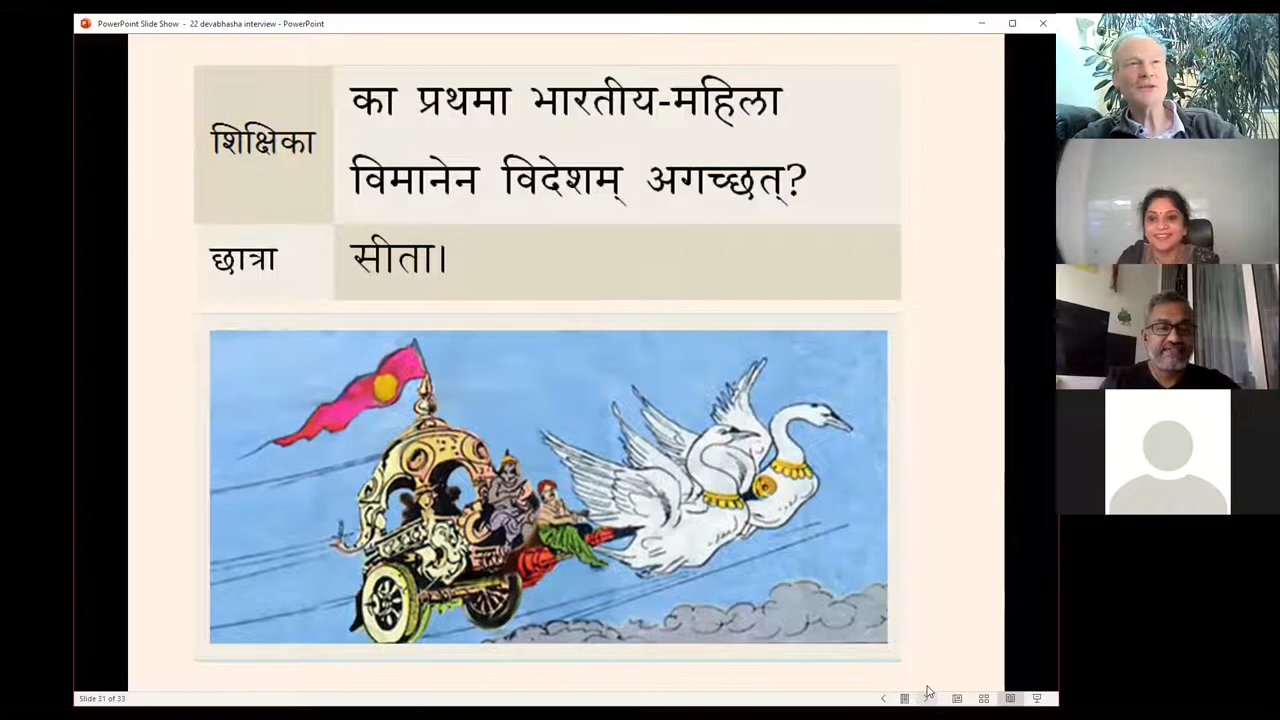 PowerPoint Slide Show - 22 devabhasha interview - PowerPoint
शिक्षिका
का प्रथमा भारतीय-महिला
विमानेन विदेशम् अगच्छत्?
छात्रा
सीता।
Slide 31 of 33